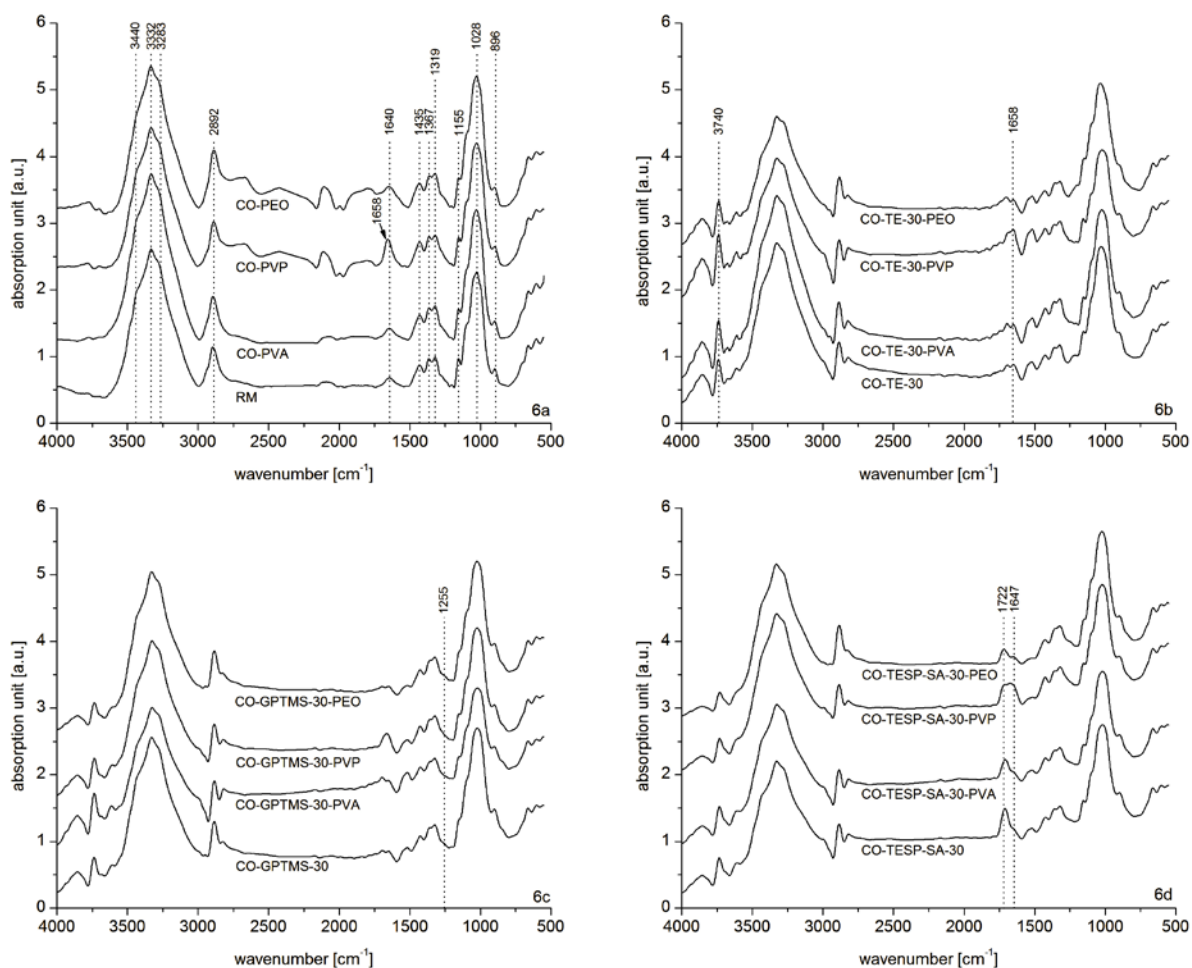 6
5
4
3
2
1
0
absorption unit [a.u.]
3440
3332
3283
2892
1658
1640
1435
1367
1319
1155
1028
896
CO-PEO
CO-PVP
CO-PVA
RM
6a
4000 3500 3000 2500 2000 1500 1000 500
wavenumber [cm-1]
6
5
4
3
2
1
0
absorption unit [a.u.]
3740
1658
CO-TE-30-PEO
CO-TE-30-PVP
CO-TE-30-PVA
CO-TE-30
6b
4000 3500 3000 2500 2000 1500 1000 500
wavenumber [cm-1]
6
5
4
3
2
1
0
absorption unit [a.u.]
1255
CO-GPTMS-30-PEO
CO-GPTMS-30-PVP
CO-GPTMS-30-PVA
CO-GPTMS-30
6c
4000 3500 3000 2500 2000 1500 1000 500
wavenumber [cm-1]
6
5
4
3
2
1
0
absorption unit [a.u.]
1722
1647
CO-TESP-SA-30-PEO
CO-TESP-SA-30-PVP
CO-TESP-SA-30-PVA
CO-TESP-SA-30
6d
4000 3500 3000 2500 2000 1500 1000 500
wavenumber [cm-1]